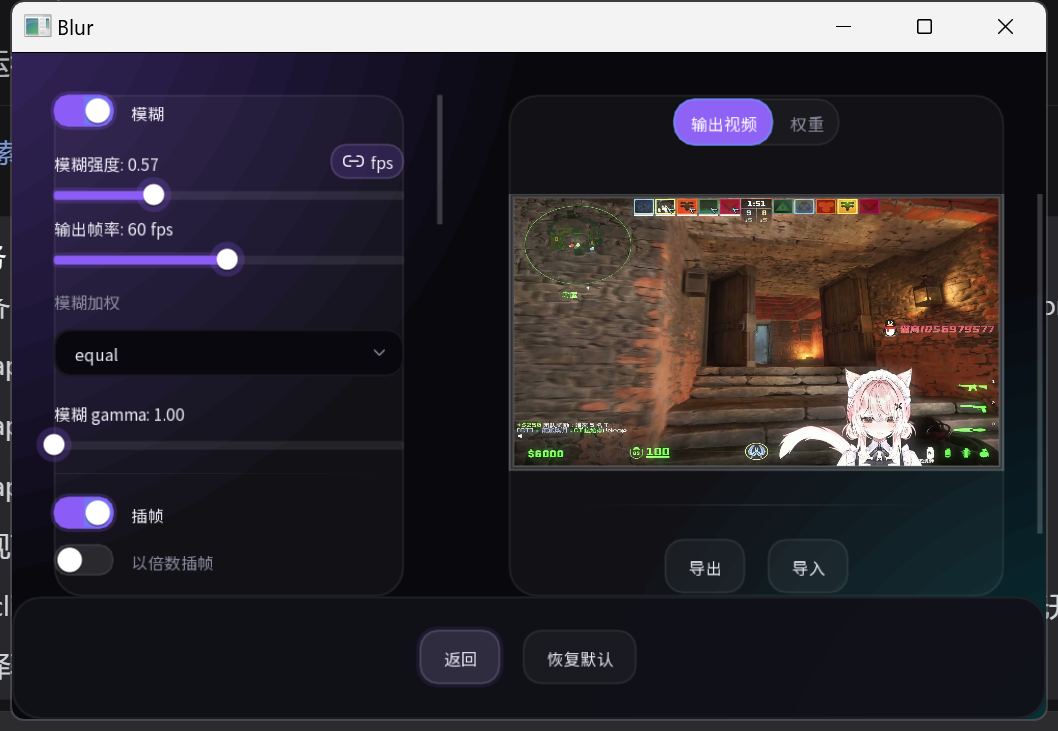 Blur
模糊
模糊强度: 0.57
fps
输出帧率: 60 fps
模糊加权
equal
模糊 gamma: 1.00
插帧
以倍数插帧
输出视频
权重
1:51
9 8
$6000
100
导出
导入
返回
恢复默认